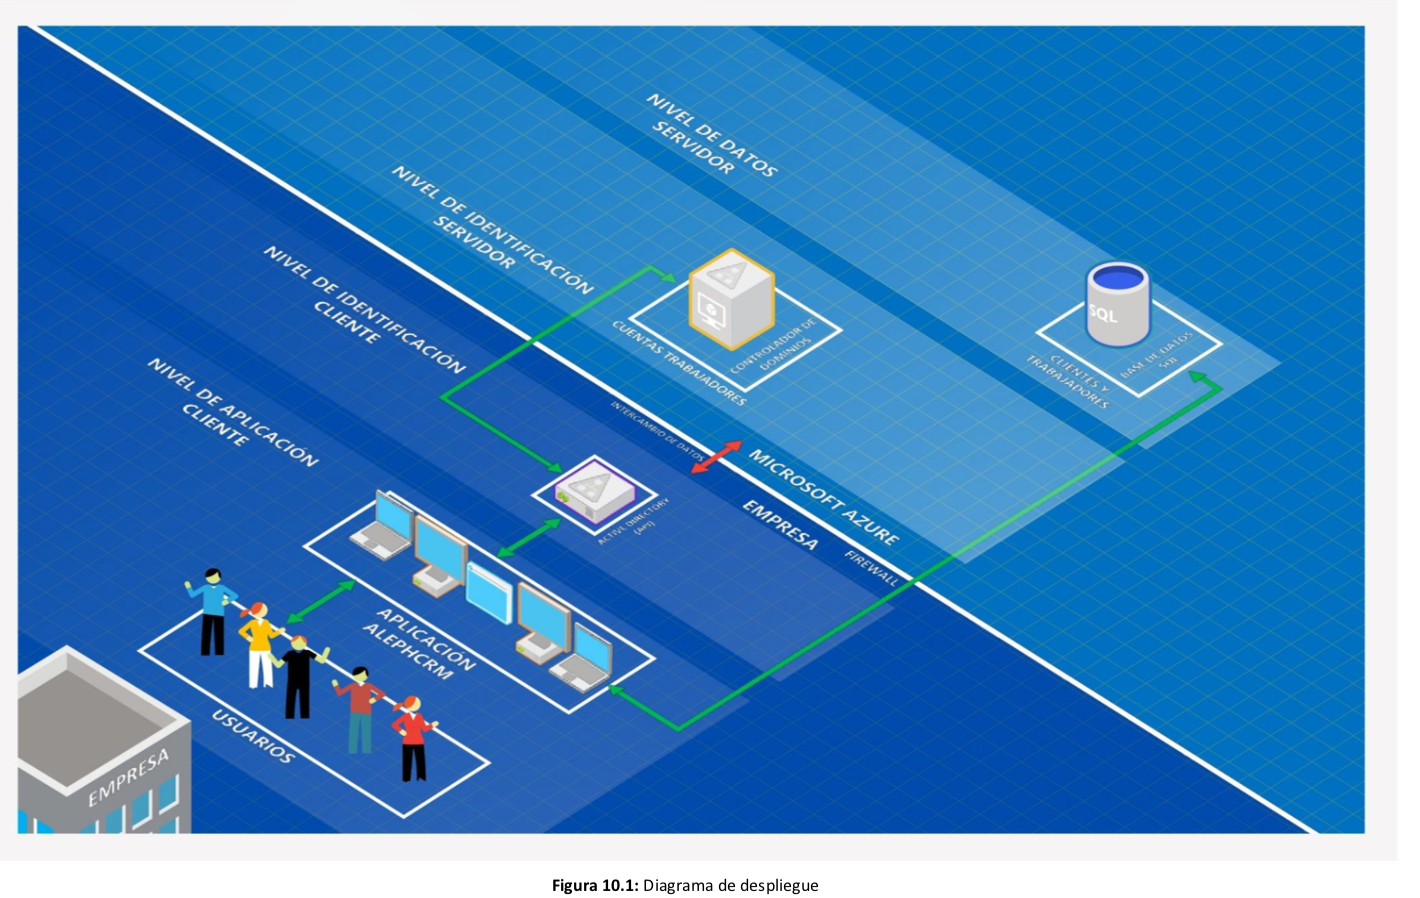 NIVEL DE DATOS
SERVIDOR
NIVEL DE IDENTIFICACIÓN
SERVIDOR
NIVEL DE IDENTIFICACIÓN
CLIENTE
NIVEL DE APLICACIÓN
CLIENTE
CUENTAS TRABAJADORES
CONTROLADOR DE
DOMINIOS
SQL
CLIENTES Y
TRABAJADORES
BASE DE DATOS
INTERCAMBIO DE DATOS
MICROSOFT AZURE
EMPRESA
FIREWALL
ACTIVE DIRECTORY
(API)
APLICACIÓN
ALEPHCRM
USUARIOS
EMPRESA
Figura 10.1: Diagrama de despliegue